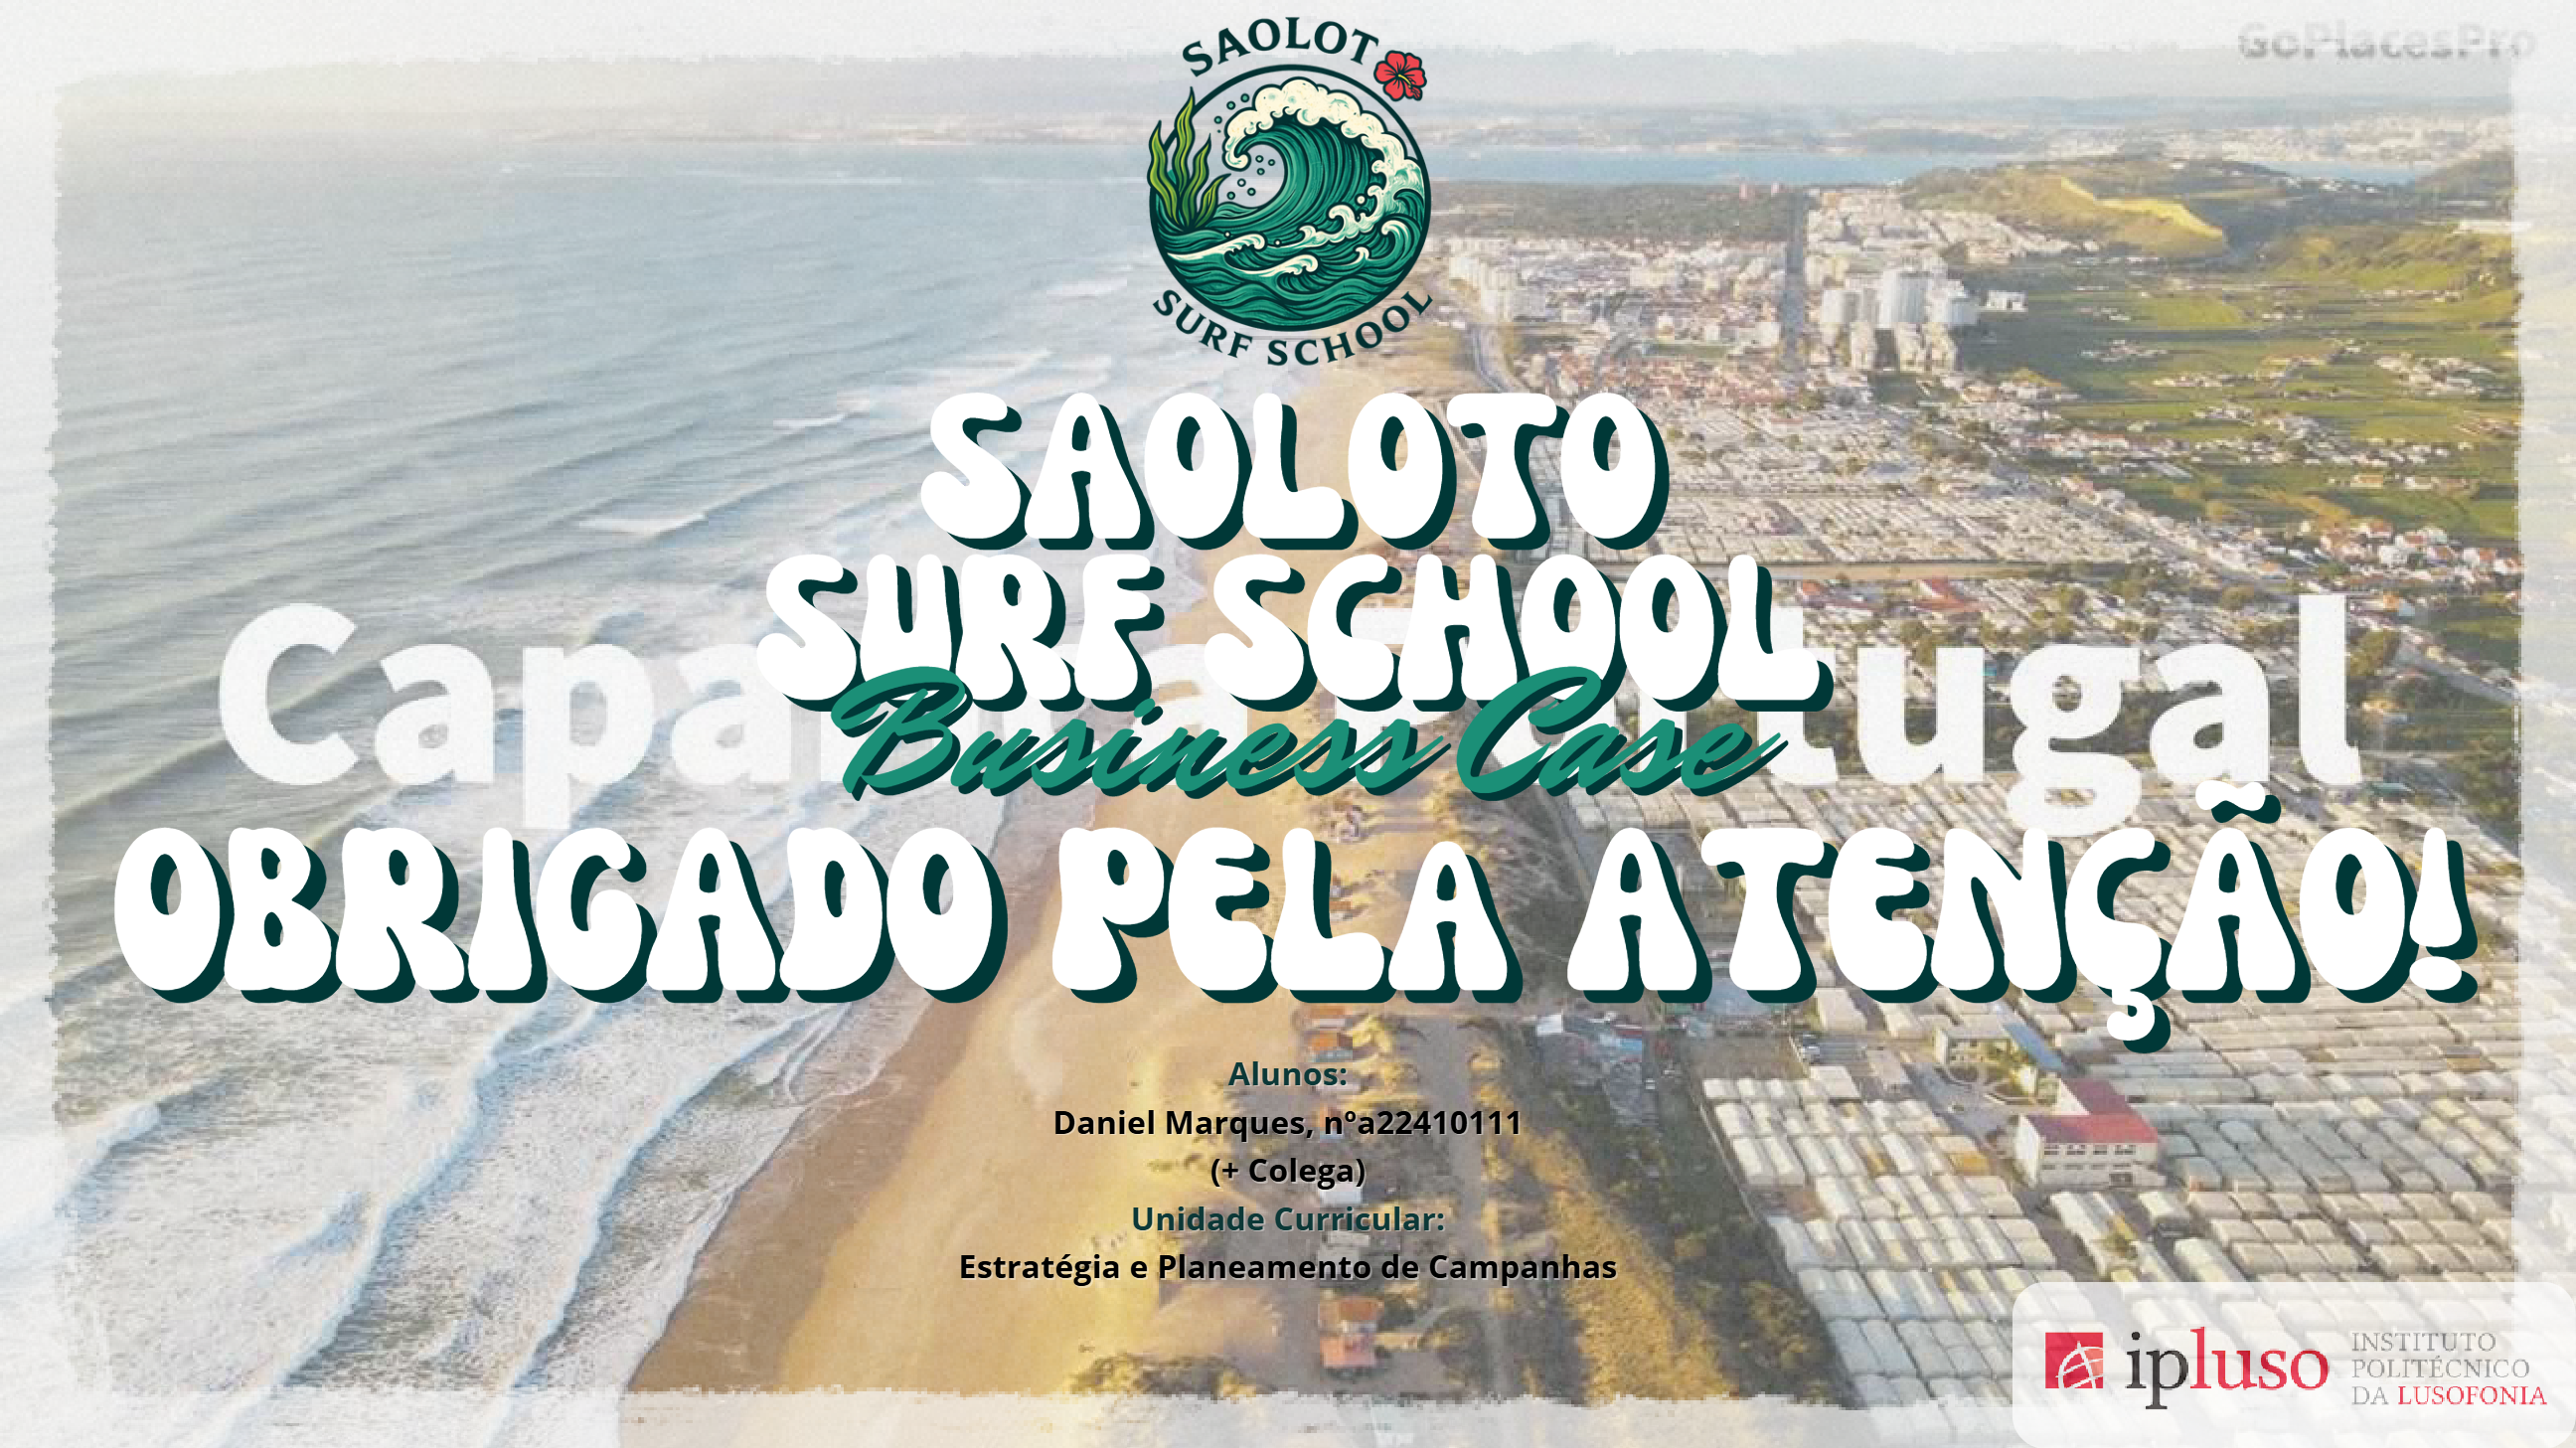 GoPlacesPro
SAOLOT
SURF SCHOOL
SAOLOTO
SURF SCHOOL
Business Case
OBRIGADO PELA ATENÇÃO!
Alunos:
Daniel Marques, nºa22410111
(+ Colega)
Unidade Curricular:
Estratégia e Planeamento de Campanhas
ipluso
INSTITUTO
POLITÉCNICO
DA LUSOFONIA